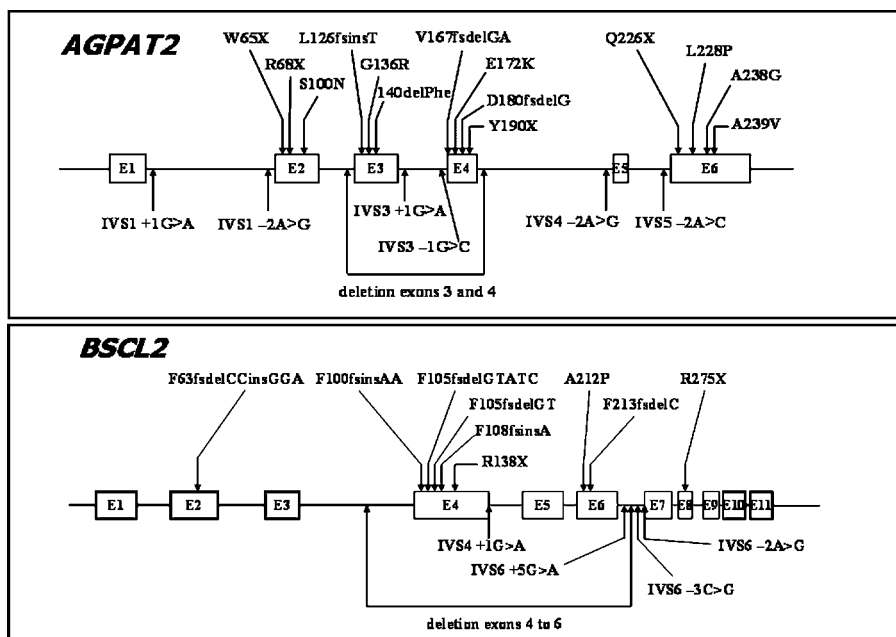 AGPAT2
W65X L126fsinsT V167fsdelGA Q226X
R68X G136R E172K L228P
S100N 140delPhe D180fsdelG A238G
Y190X A239V
E1 E2 E3 E4 E5 E6
IVS1 +1G>A IVS1 –2A>G IVS3 +1G>A IVS4 –2A>G IVS5 –2A>C
IVS3 –1G>C
deletion exons 3 and 4
BSCL2
F63fsdelCCinsGGA F100fsinsAA F105fsdelGTATC A212P R275X
F105fsdelGT F213fsdelC
F108fsinsA
R138X
E1 E2 E3 E4 E5 E6 E7 E8 E9 E10 E11
IVS4 +1G>A IVS6 –2A>G
IVS6 +5G>A
IVS6 –3C>G
deletion exons 4 to 6